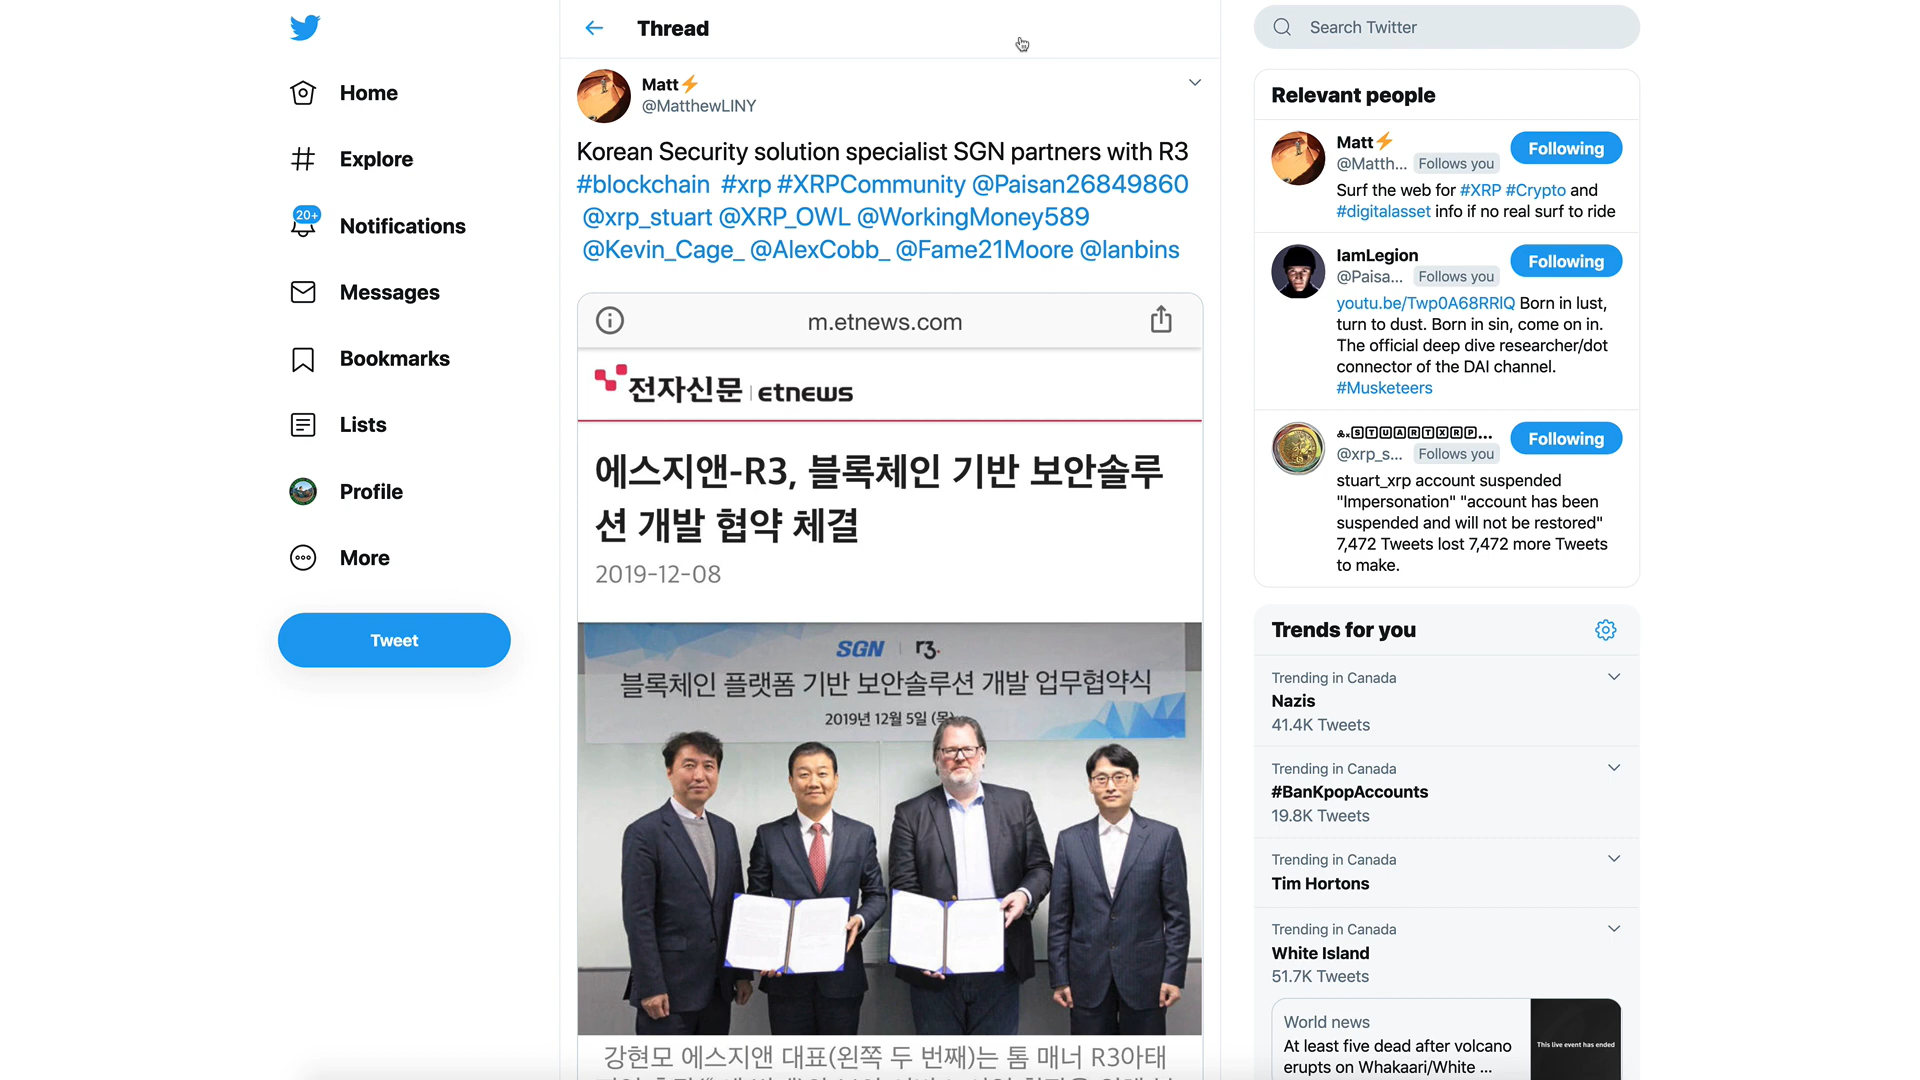 Home
Explore
20+
Notifications
Messages
Bookmarks
Lists
Profile
More
Tweet
Thread
Matt⚡
@MatthewLINY
Korean Security solution specialist SGN partners with R3
#blockchain #xrp #XRPCommunity @Paisan26849860
@xrp_stuart @XRP_OWL @WorkingMoney589
@Kevin_Cage_ @AlexCobb_ @Fame21Moore @lanbins
m.etnews.com
전자신문 | etnews
에스지앤-R3, 블록체인 기반 보안솔루
션 개발 협약 체결
2019-12-08
SGN | r3.
블록체인 플랫폼 기반 보안솔루션 개발 업무협약식
2019년 12월 5일 (목)
강현모 에스지앤 대표(왼쪽 두 번째)는 톰 매너 R3아태
Search Twitter
Relevant people
Matt⚡
@Matth... Follows you
Following
Surf the web for #XRP #Crypto and
#digitalasset info if no real surf to ride
IamLegion
@Paisa... Follows you
Following
youtu.be/Twp0A68RRlQ Born in lust,
turn to dust. Born in sin, come on in.
The official deep dive researcher/dot
connector of the DAI channel.
#Musketeers
🅂🅃🅄🄰🅁🅃🅇🅁🄿...
@xrp_s... Follows you
Following
stuart_xrp account suspended
"Impersonation" "account has been
suspended and will not be restored"
7,472 Tweets lost 7,472 more Tweets
to make.
Trends for you
Trending in Canada
Nazis
41.4K Tweets
Trending in Canada
#BanKpopAccounts
19.8K Tweets
Trending in Canada
Tim Hortons
Trending in Canada
White Island
51.7K Tweets
World news
At least five dead after volcano
erupts on Whakaari/White ...
This live event has ended